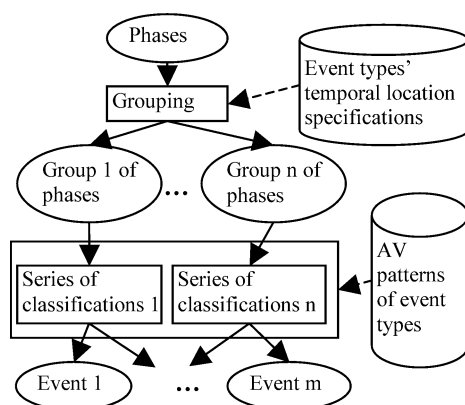 Phases
Event types'
temporal location
specifications
Grouping
Group 1 of
phases
...
Group n of
phases
Series of
classifications 1
Series of
classifications n
AV
patterns
of event
types
Event 1
...
Event m